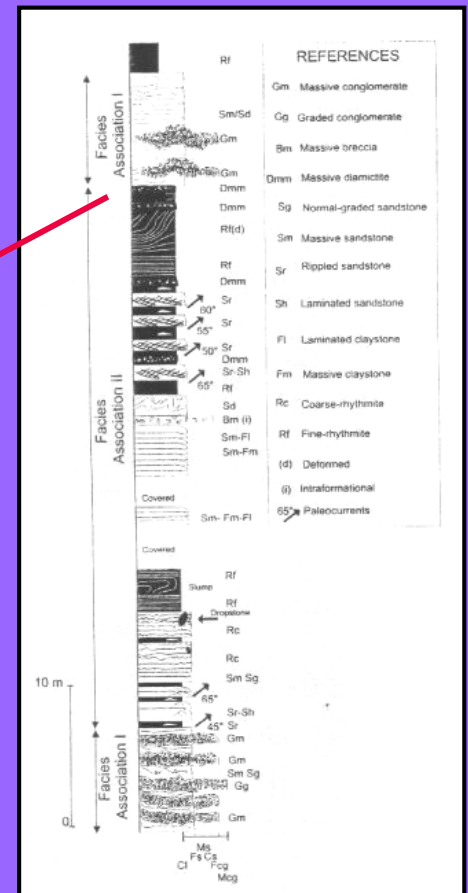 REFERENCES
Gm Massive conglomerate
Gg Graded conglomerate
Bm Massive breccia
Dmm Massive diamictite
Sg Normal-graded sandstone
Sm Massive sandstone
Sr Rippled sandstone
Sh Laminated sandstone
Fl Laminated claystone
Fm Massive claystone
Rc Coarse-rhythmite
Rf Fine-rhythmite
(d) Deformed
(i) Intraformational
65° Paleocurrents
Facies
Association I
Facies
Association II
Facies
Association I
Rf
Sm/Sd
Gm
Gm
Dmm
Dmm
Rf(d)
Rf
Dmm
Sr
60°
Sr
55°
Sr
50°
Dmm
Sr-Sh
65°
Rf
Sd
Bm (i)
Sm-Fl
Sm-Fm
Covered
Sm- Fm-Fl
Covered
Rf
Slump
Rf
Dropstone
Rc
Rc
Sm Sg
65°
Sr-Sh
45° Sr
Gm
Gm
Sm Sg
Gg
Gm
10 m
0
Ms
Fs Cs
Cl Fcg
Mcg